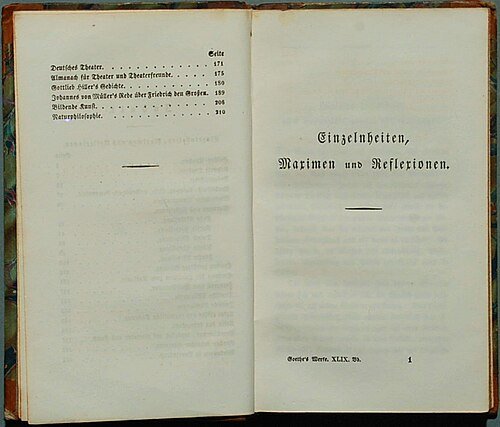 Seite
Deutsches Theater. . . . . . . . . . . . 171
Almanach für Theater und Theaterfreunde. . . . . . 175
Gottlieb Hiller's Gedichte. . . . . . . . . . 180
Johannes von Müller's Rede über Friedrich den Großen. . 189
Bildende Kunst. . . . . . . . . . . . . 206
Naturphilosophie. . . . . . . . . . . . 210
Einzelnheiten,
Maximen und Reflexionen.
Goethe's Werke. XLIX. Bd. 1